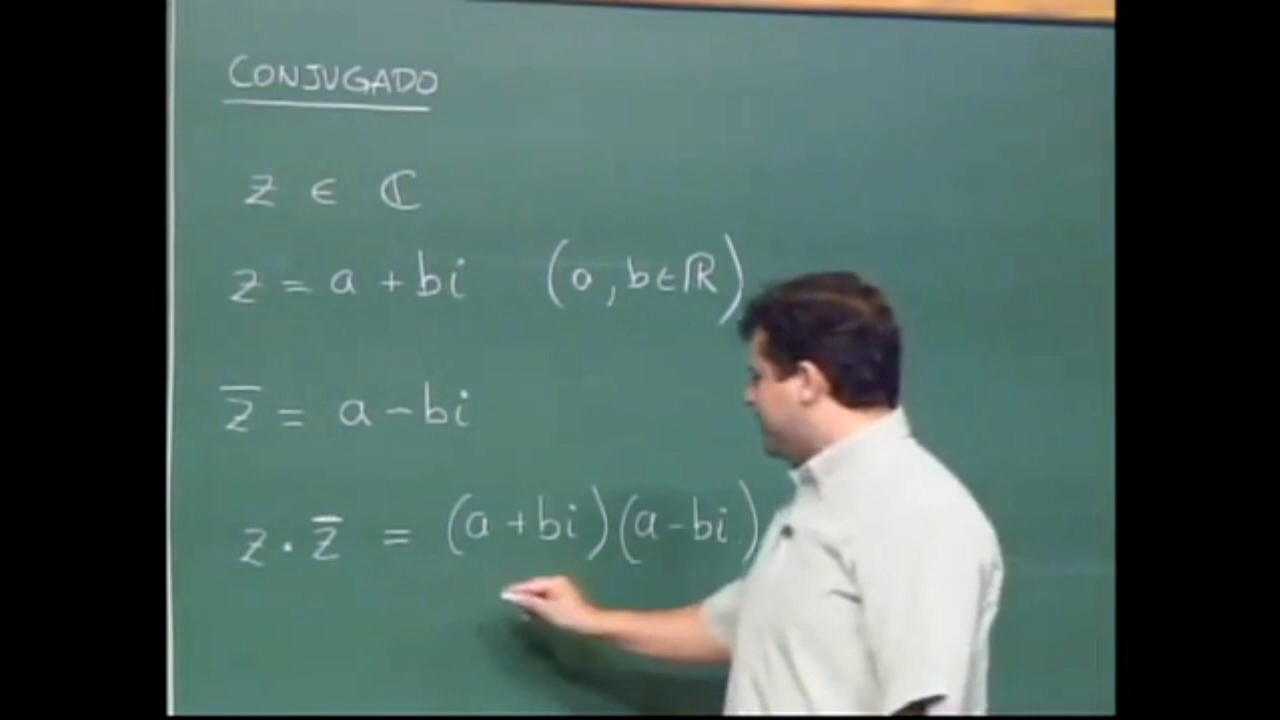 CONJUGADO
z ∈ ℂ
z = a + bi (a, b ∈ ℝ)
z̅ = a - bi
z · z̅ = (a + bi)(a - bi)